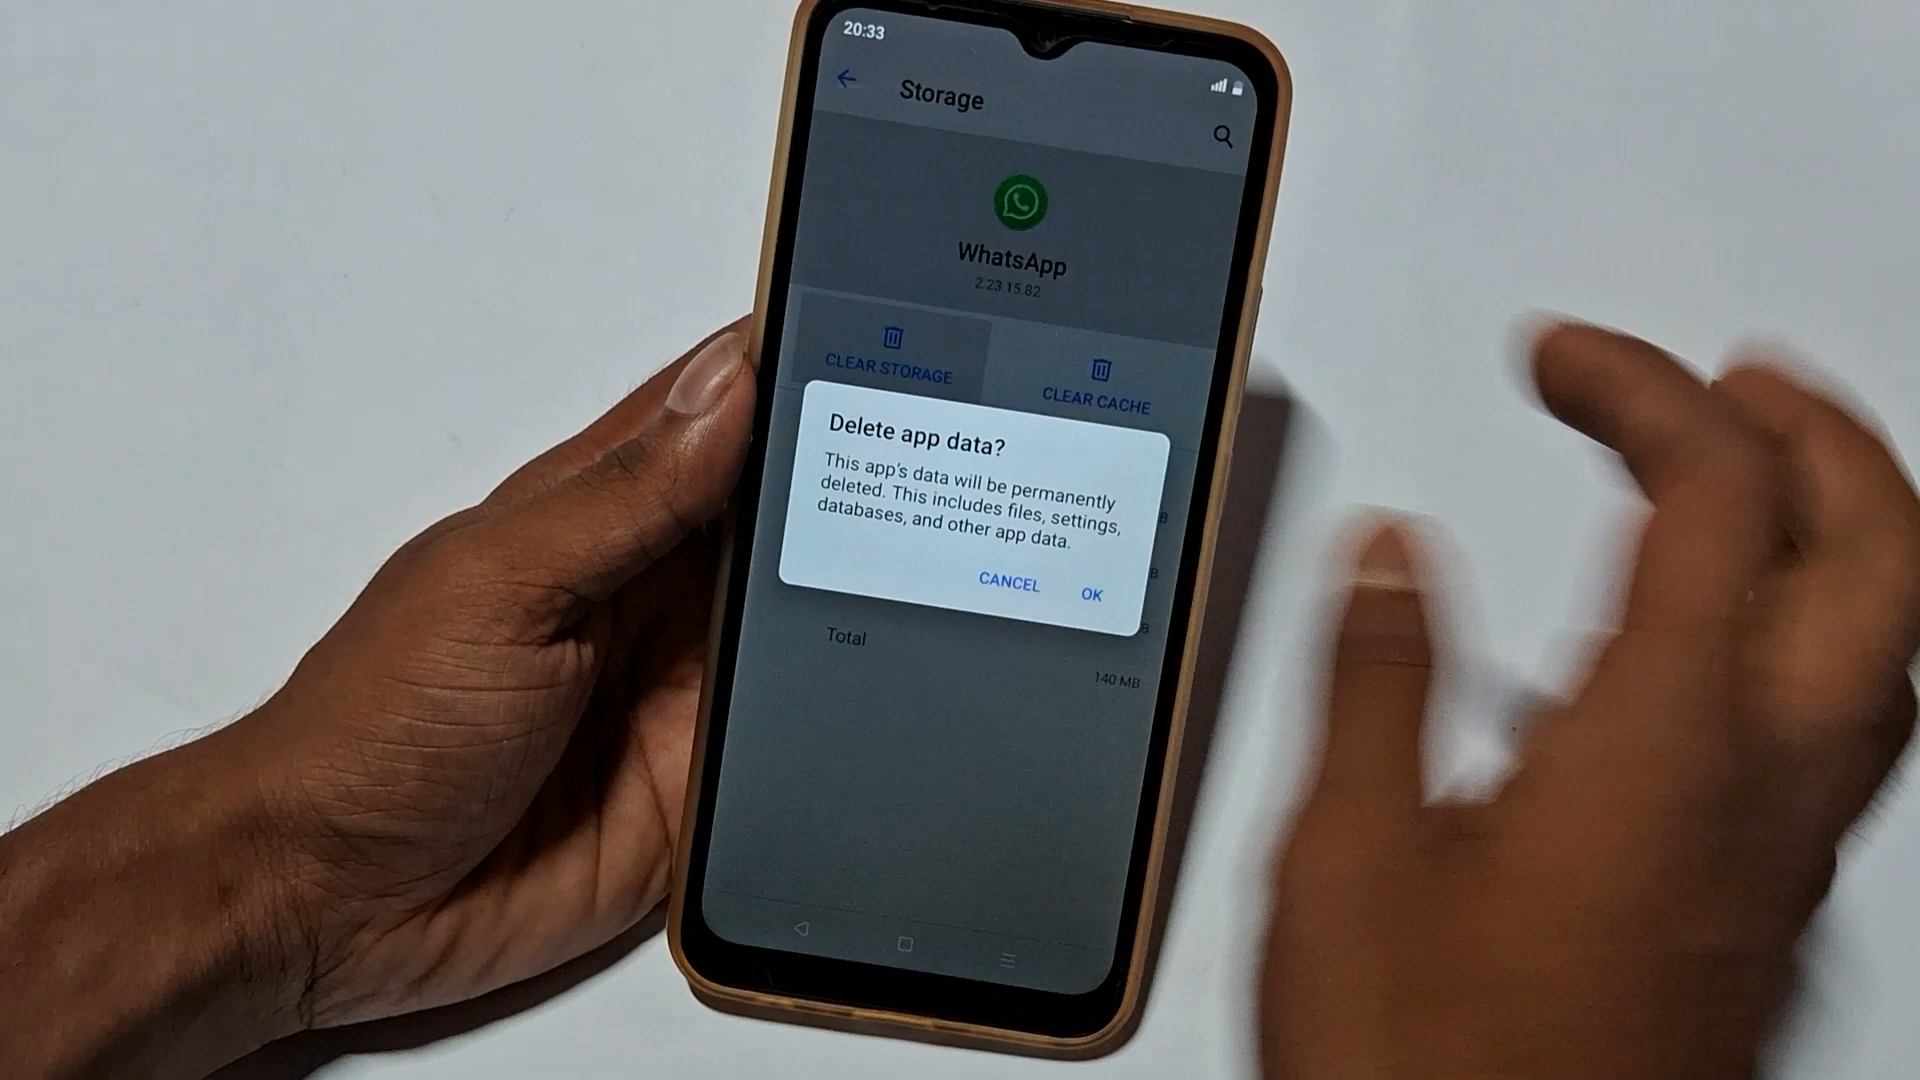 20:33
Storage
WhatsApp
2.23.15.82
CLEAR STORAGE
CLEAR CACHE
Delete app data?
This app's data will be permanently
deleted. This includes files, settings,
databases, and other app data.
CANCEL
OK
B
B
B
Total
140 MB